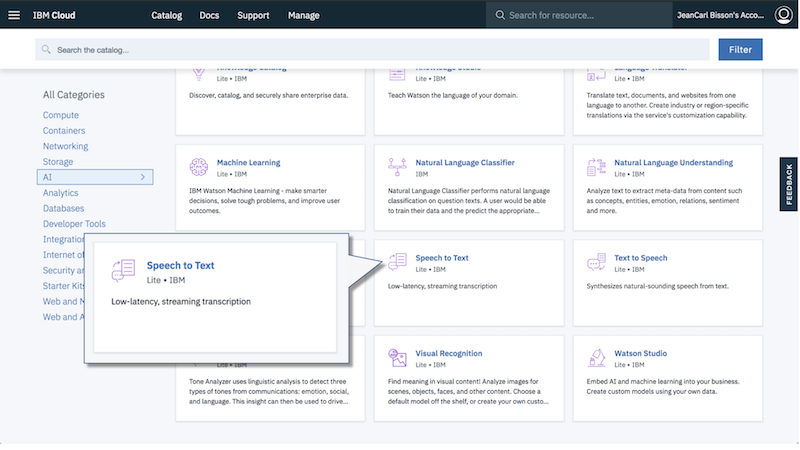 IBM Cloud
Catalog
Docs
Support
Manage
Search for resource...
JeanCarl Bisson's Acco...
Search the catalog...
Filter
All Categories
Compute
Containers
Networking
Storage
AI
Analytics
Databases
Developer Tools
Integration
Internet of
Security an
Starter Kits
Web and M
Web and A
Knowledge Catalog
Lite • IBM
Discover, catalog, and securely share enterprise data.
Knowledge Studio
Lite • IBM
Teach Watson the language of your domain.
Language Translator
Lite • IBM
Translate text, documents, and websites from one
language to another. Create industry or region-specific
translations via the service's customization capability.
Machine Learning
Lite • IBM
IBM Watson Machine Learning - make smarter
decisions, solve tough problems, and improve user
outcomes.
Natural Language Classifier
IBM
Natural Language Classifier performs natural language
classification on question texts. A user would be able
to train their data and the predict the appropriate...
Natural Language Understanding
Lite • IBM
Analyze text to extract meta-data from content such
as concepts, entities, emotion, relations, sentiment
and more.
Speech to Text
Lite • IBM
Low-latency, streaming transcription
Speech to Text
Lite • IBM
Low-latency, streaming transcription
Text to Speech
Lite • IBM
Synthesizes natural-sounding speech from text.
Lite • IBM
Tone Analyzer uses linguistic analysis to detect three
types of tones from communications: emotion, social,
and language. This insight can then be used to drive...
Visual Recognition
Lite • IBM
Find meaning in visual content! Analyze images for
scenes, objects, faces, and other content. Choose a
default model off the shelf, or create your own custo...
Watson Studio
Lite • IBM
Embed AI and machine learning into your business.
Create custom models using your own data.
FEEDBACK